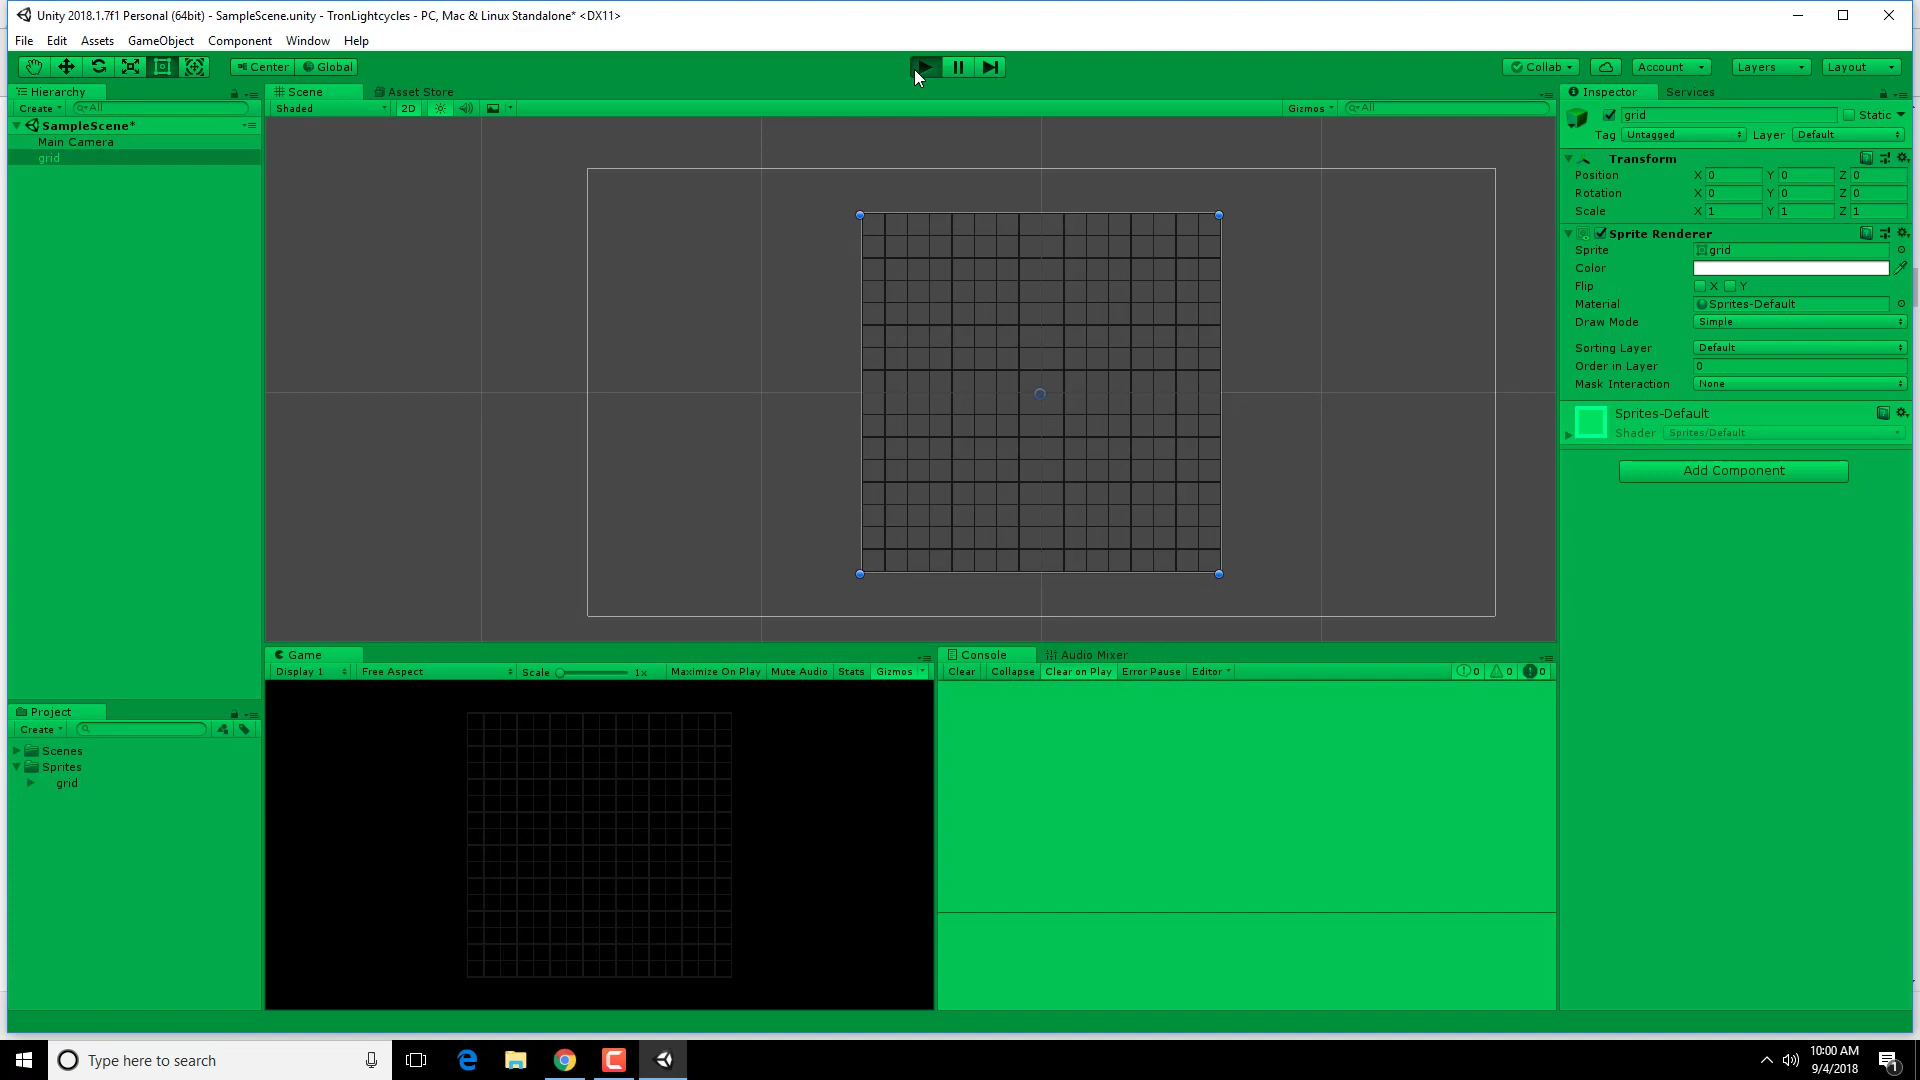 Unity 2018.1.7f1 Personal (64bit) - SampleScene.unity - TronLightcycles - PC, Mac & Linux Standalone* <DX11>
File Edit Assets GameObject Component Window Help
Center Global Collab Account Layers Layout
Hierarchy
Create All
SampleScene*
Main Camera
grid
Scene Asset Store
Shaded 2D Gizmos All
Inspector Services
grid Static
Tag Untagged Layer Default
Transform
Position X 0 Y 0 Z 0
Rotation X 0 Y 0 Z 0
Scale X 1 Y 1 Z 1
Sprite Renderer
Sprite grid
Color
Flip X Y
Material Sprites-Default
Draw Mode Simple
Sorting Layer Default
Order in Layer 0
Mask Interaction None
Sprites-Default
Shader Sprites/Default
Add Component
Game
Display 1 Free Aspect Scale 1x Maximize On Play Mute Audio Stats Gizmos
Console Audio Mixer
Clear Collapse Clear on Play Error Pause Editor 0 0 0
Project
Create
Scenes
Sprites
grid
Type here to search
10:00 AM
9/4/2018
1